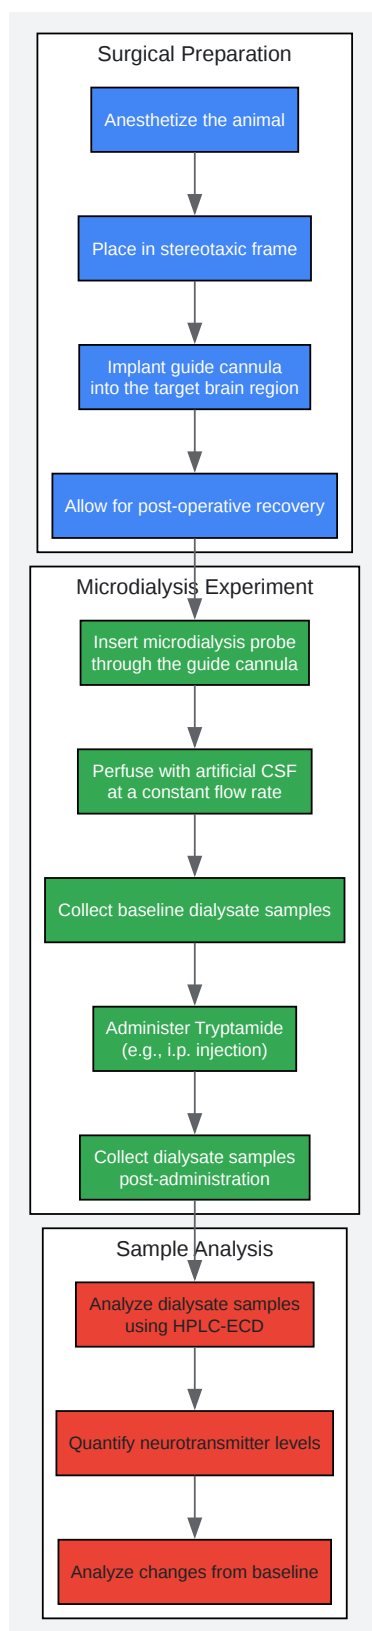 Surgical Preparation
Anesthetize the animal
Place in stereotaxic frame
Implant guide cannula
into the target brain region
Allow for post-operative recovery
Microdialysis Experiment
Insert microdialysis probe
through the guide cannula
Perfuse with artificial CSF
at a constant flow rate
Collect baseline dialysate samples
Administer Tryptamide
(e.g., i.p. injection)
Collect dialysate samples
post-administration
Sample Analysis
Analyze dialysate samples
using HPLC-ECD
Quantify neurotransmitter levels
Analyze changes from baseline